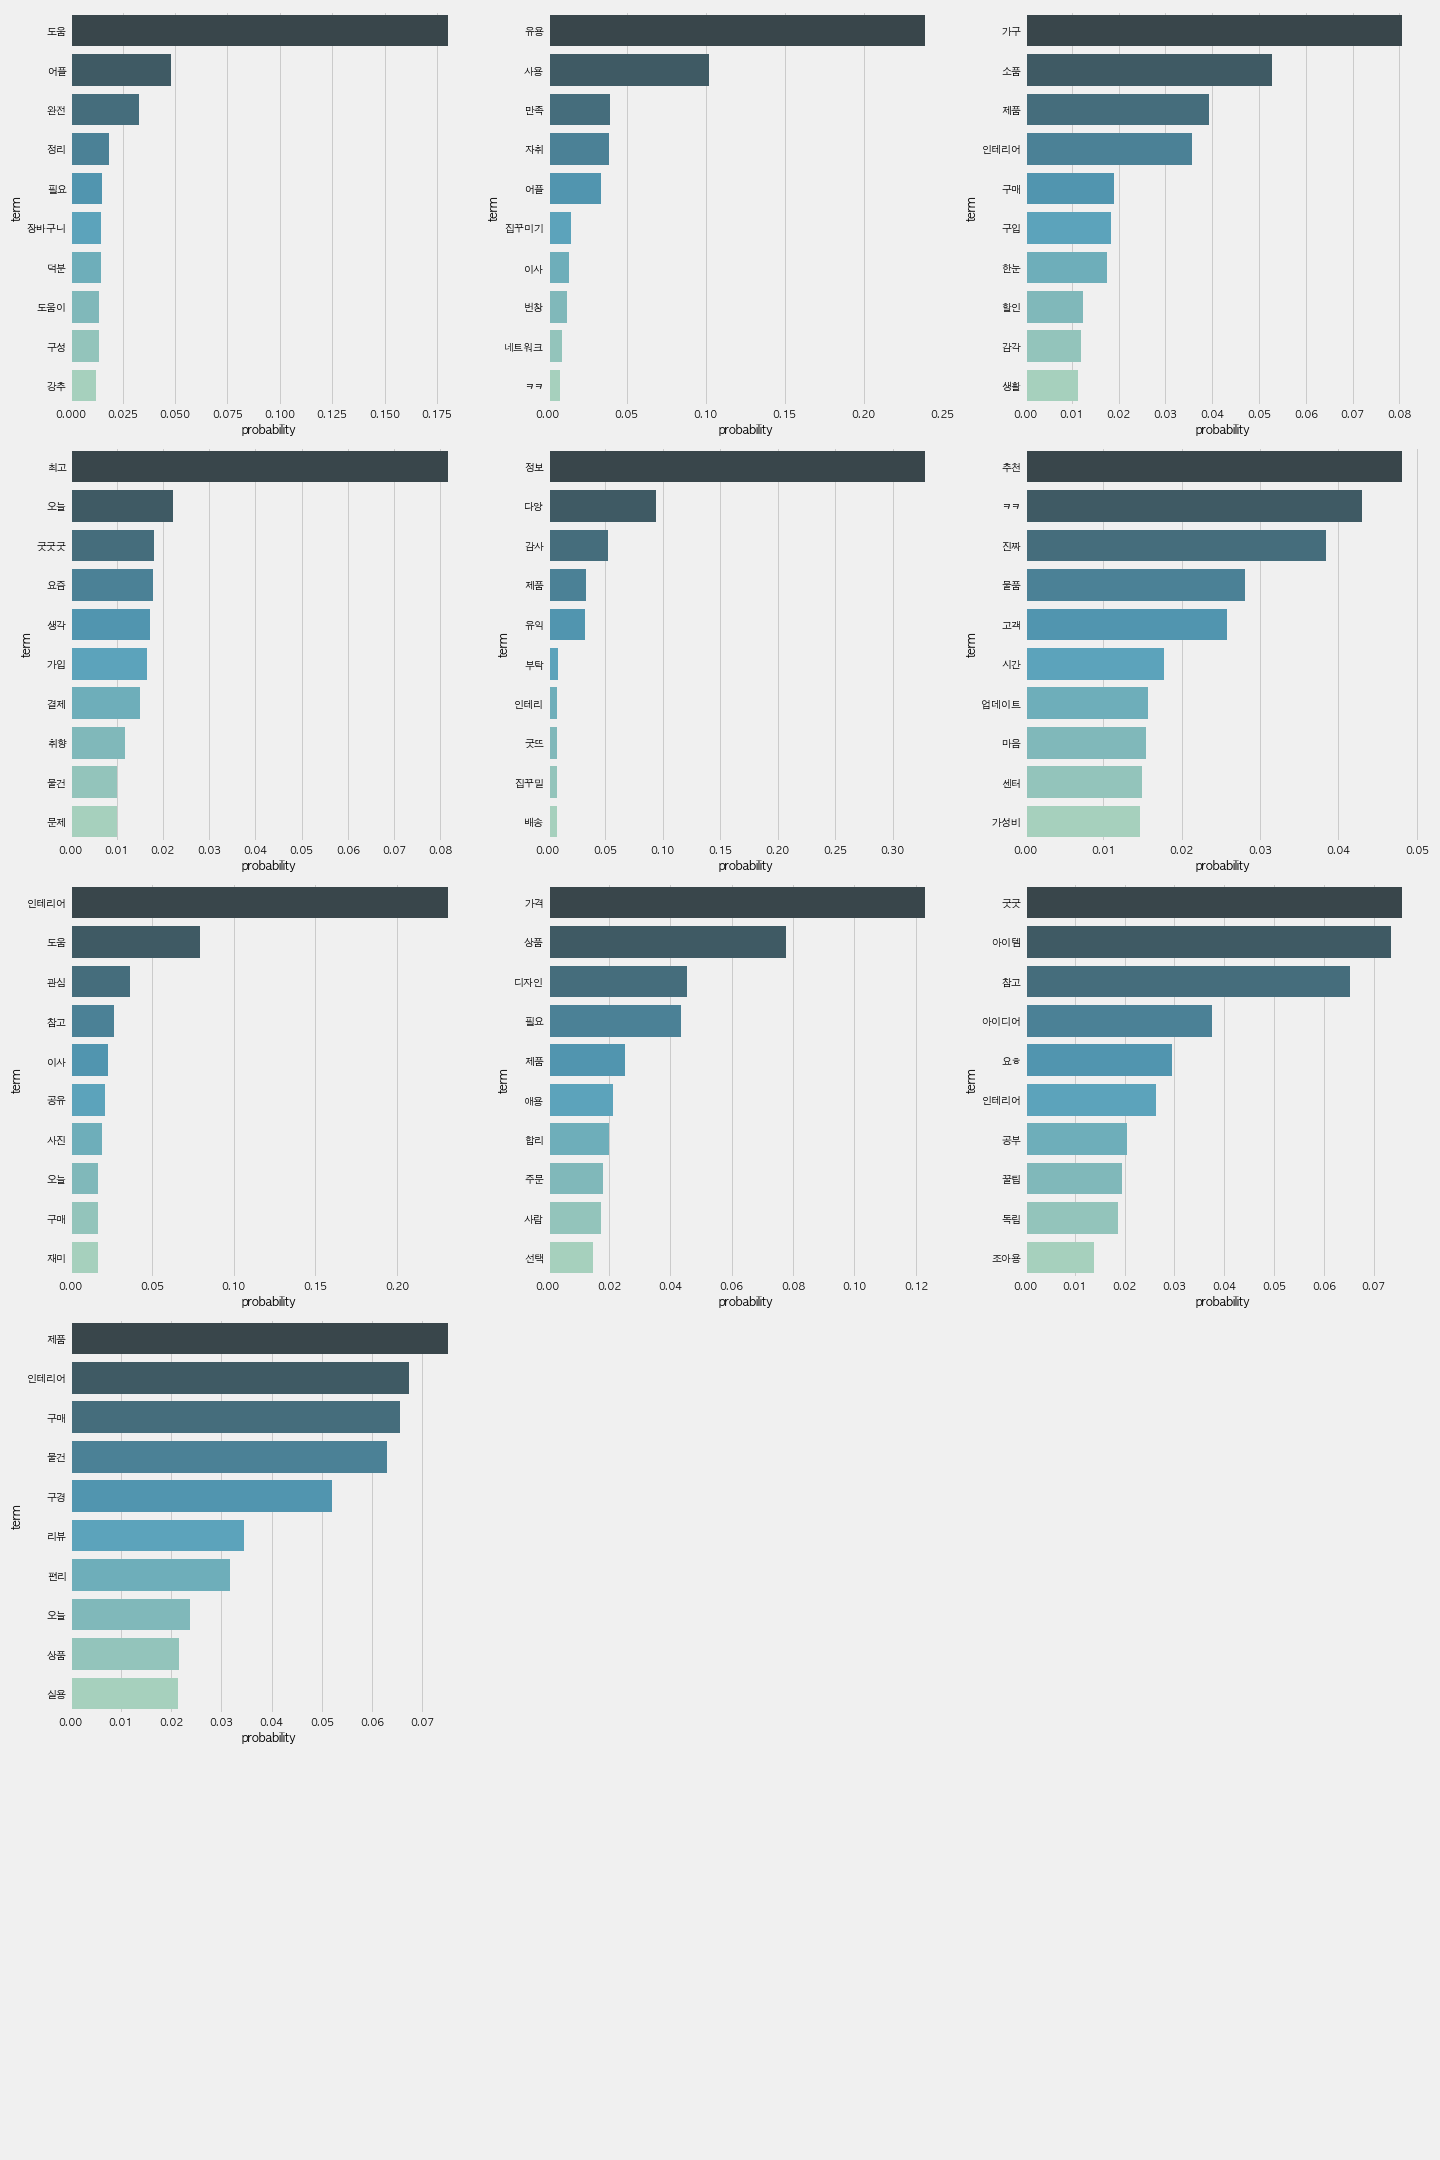 도움
어플
완전
정리
필요
장바구니
덕분
도움이
구성
강추
term
0.000 0.025 0.050 0.075 0.100 0.125 0.150 0.175
probability
유용
사용
만족
자취
어플
집꾸미기
이사
번창
네트워크
ㅋㅋ
term
0.00 0.05 0.10 0.15 0.20 0.25
probability
가구
소품
제품
인테리어
구매
구입
한눈
할인
감각
생활
term
0.00 0.01 0.02 0.03 0.04 0.05 0.06 0.07 0.08
probability
최고
오늘
굿굿굿
요즘
생각
가입
결제
취향
물건
문제
term
0.00 0.01 0.02 0.03 0.04 0.05 0.06 0.07 0.08
probability
정보
다양
감사
제품
유익
부탁
인테리
굿뜨
집꾸밀
배송
term
0.00 0.05 0.10 0.15 0.20 0.25 0.30
probability
추천
ㅋㅋ
진짜
물품
고객
시간
업데이트
마음
센터
가성비
term
0.00 0.01 0.02 0.03 0.04 0.05
probability
인테리어
도움
관심
참고
이사
공유
사진
오늘
구매
재미
term
0.00 0.05 0.10 0.15 0.20
probability
가격
상품
디자인
필요
제품
애용
합리
주문
사람
선택
term
0.00 0.02 0.04 0.06 0.08 0.10 0.12
probability
굿굿
아이템
참고
아이디어
요ㅎ
인테리어
공부
꿀팁
독립
조아용
term
0.00 0.01 0.02 0.03 0.04 0.05 0.06 0.07
probability
제품
인테리어
구매
물건
구경
리뷰
편리
오늘
상품
실용
term
0.00 0.01 0.02 0.03 0.04 0.05 0.06 0.07
probability